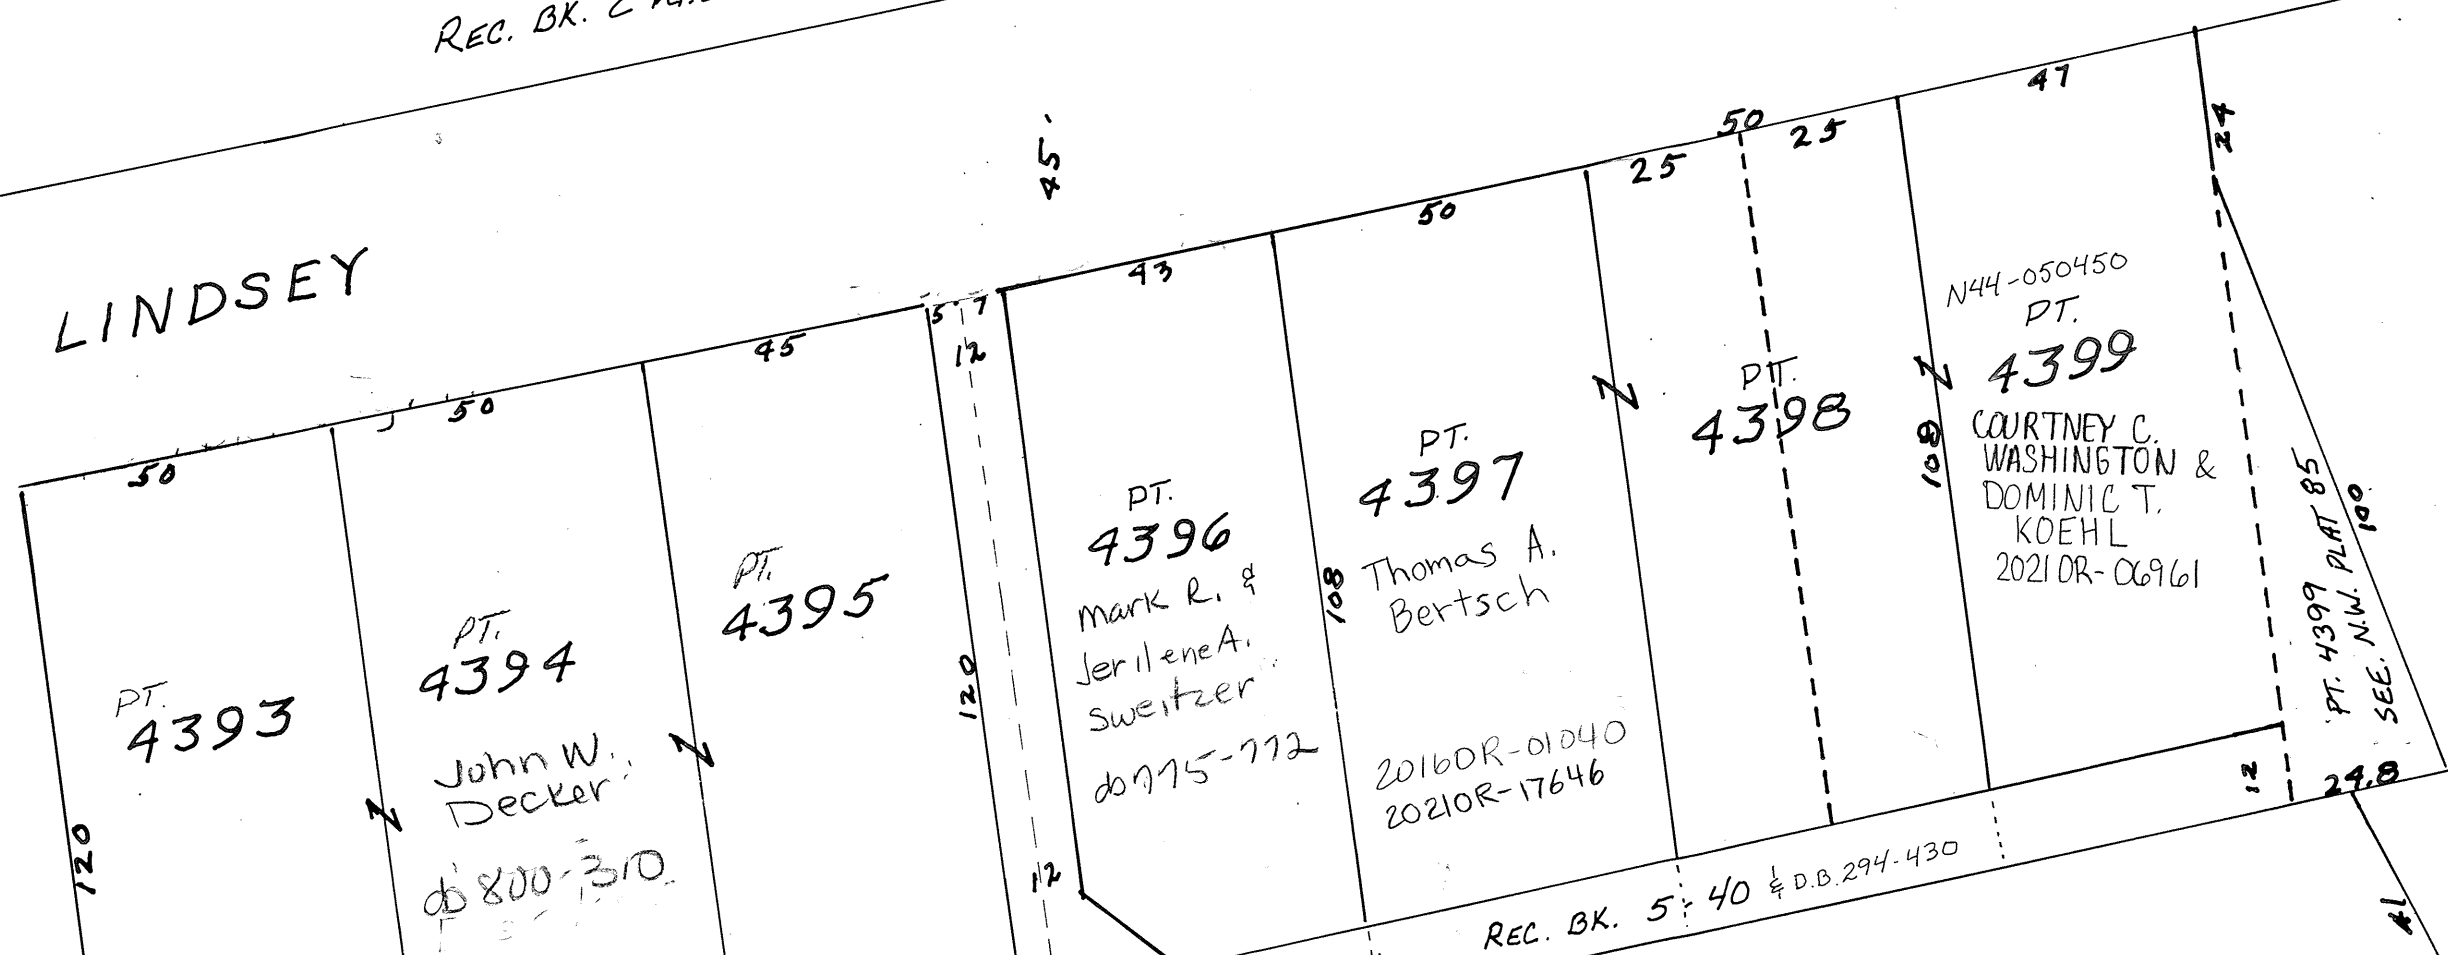 REC. BK. 2
LINDSEY
45'
50
50
45
5
7
12
43
50
25
50
25
47
24
PT.
4393
120
PT.
4394
John W.
Decker
db 800-310
PT.
4395
120
12
PT.
4396
Mark R. &
Jerilene A.
Sweitzer
db 775-772
108
PT.
4397
Thomas A.
Bertsch
2016OR-01040
2021OR-17646
PT.
4398
108
N44-050450
PT.
4399
COURTNEY C.
WASHINGTON &
DOMINIC T.
KOEHL
2021OR-06961
PT. 4399
SEE. N.W. PLAT 85
100
12
24.8
41
REC. BK. 5-40 & D.B. 294-430